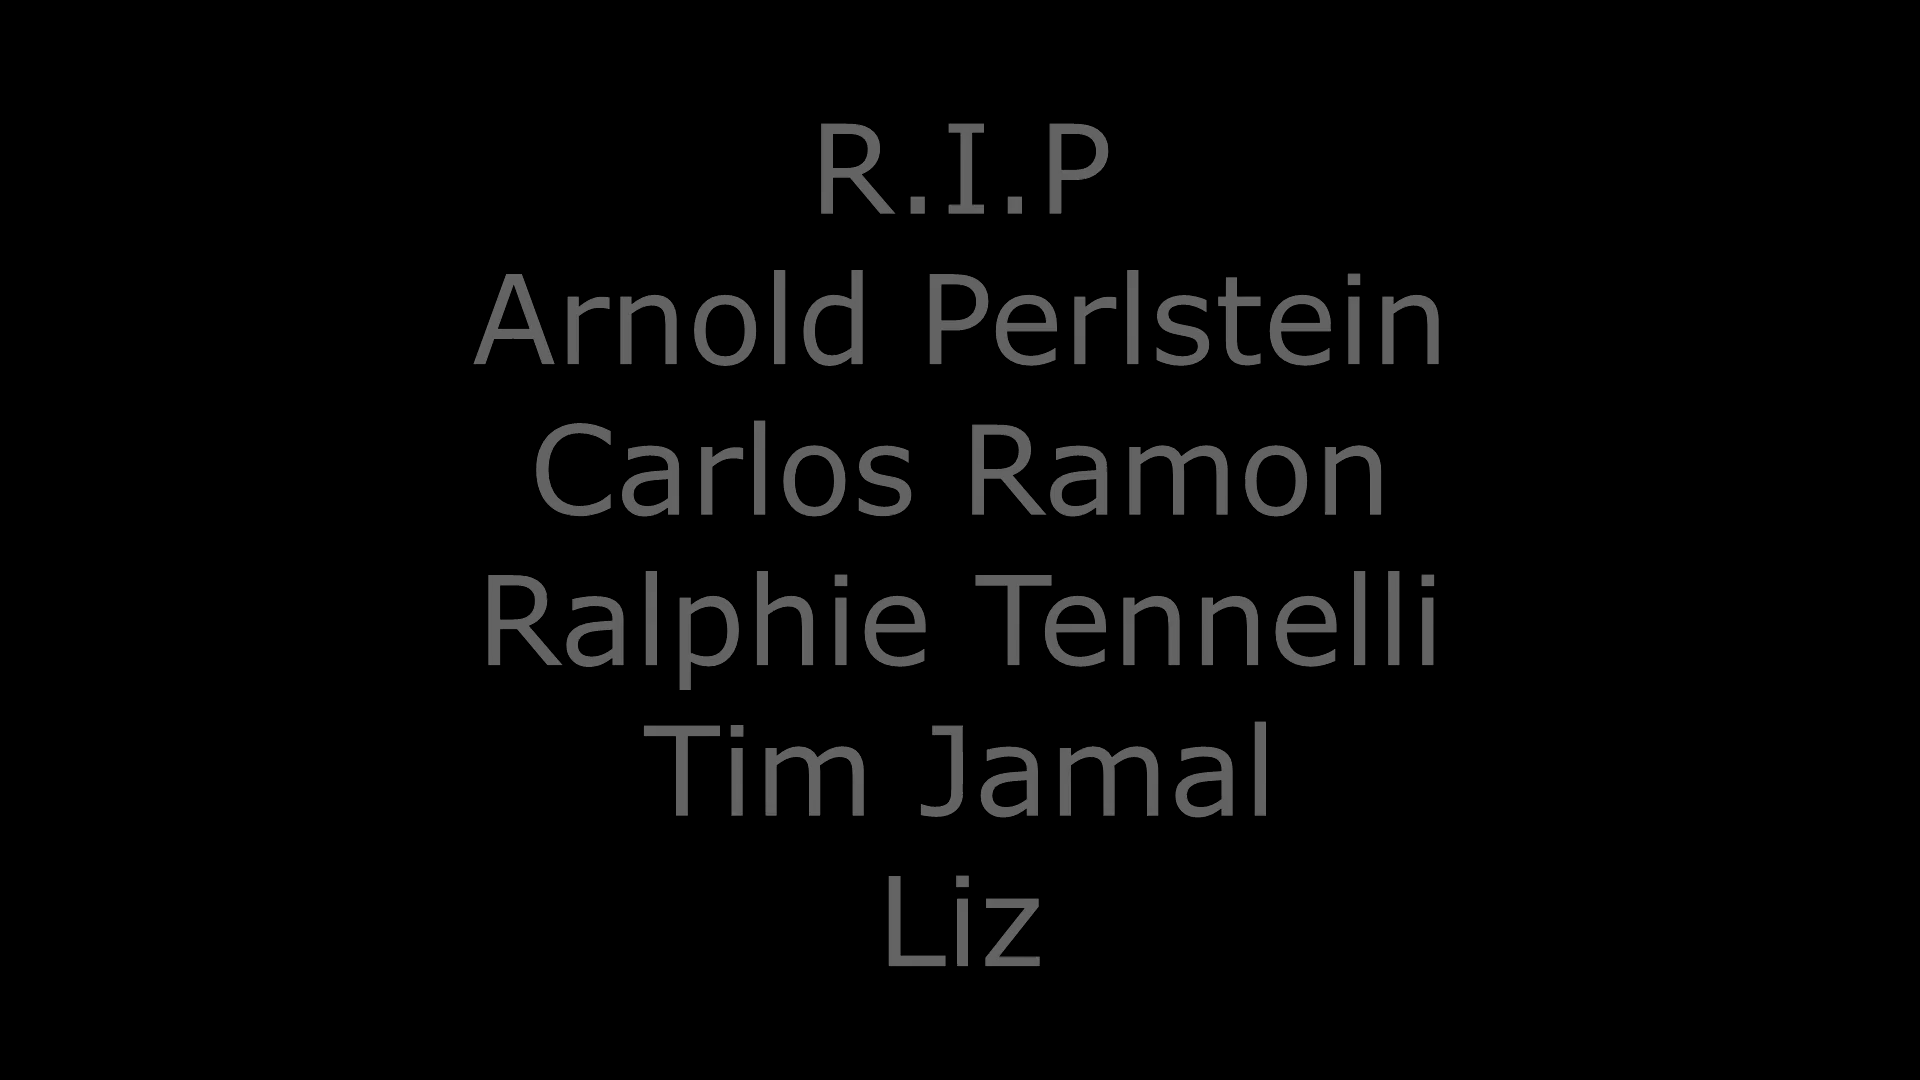 R.I.P
Arnold Perlstein
Carlos Ramon
Ralphie Tennelli
Tim Jamal
Liz